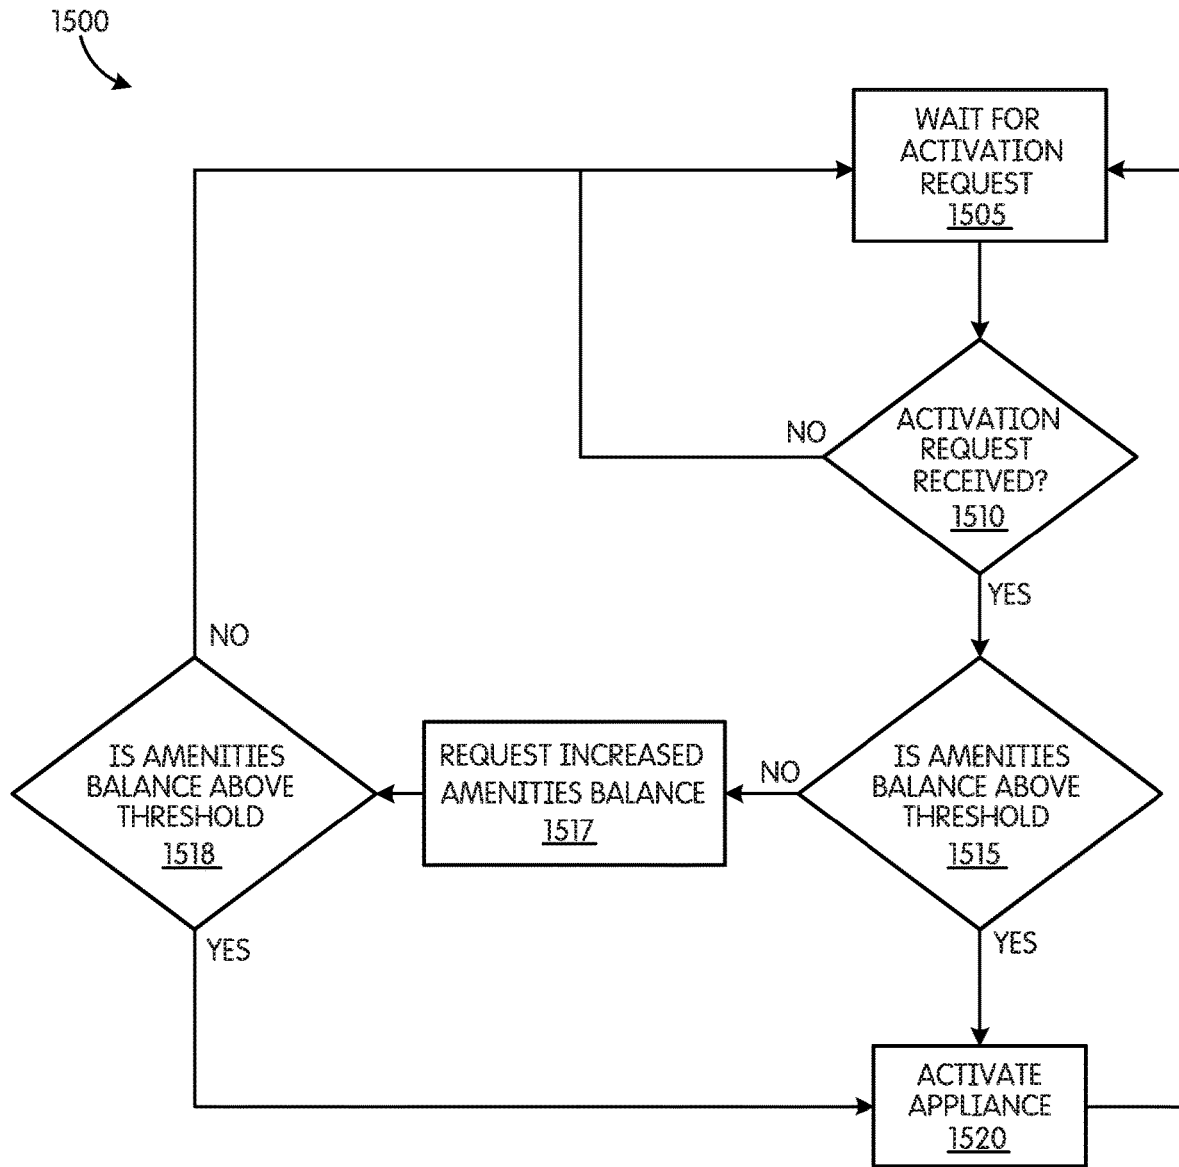 1500
WAIT FOR
ACTIVATION
REQUEST
1505
NO
ACTIVATION
REQUEST
RECEIVED?
1510
YES
NO
IS AMENITIES
BALANCE ABOVE
THRESHOLD
1518
REQUEST INCREASED
AMENITIES BALANCE
1517
NO
IS AMENITIES
BALANCE ABOVE
THRESHOLD
1515
YES
YES
ACTIVATE
APPLIANCE
1520